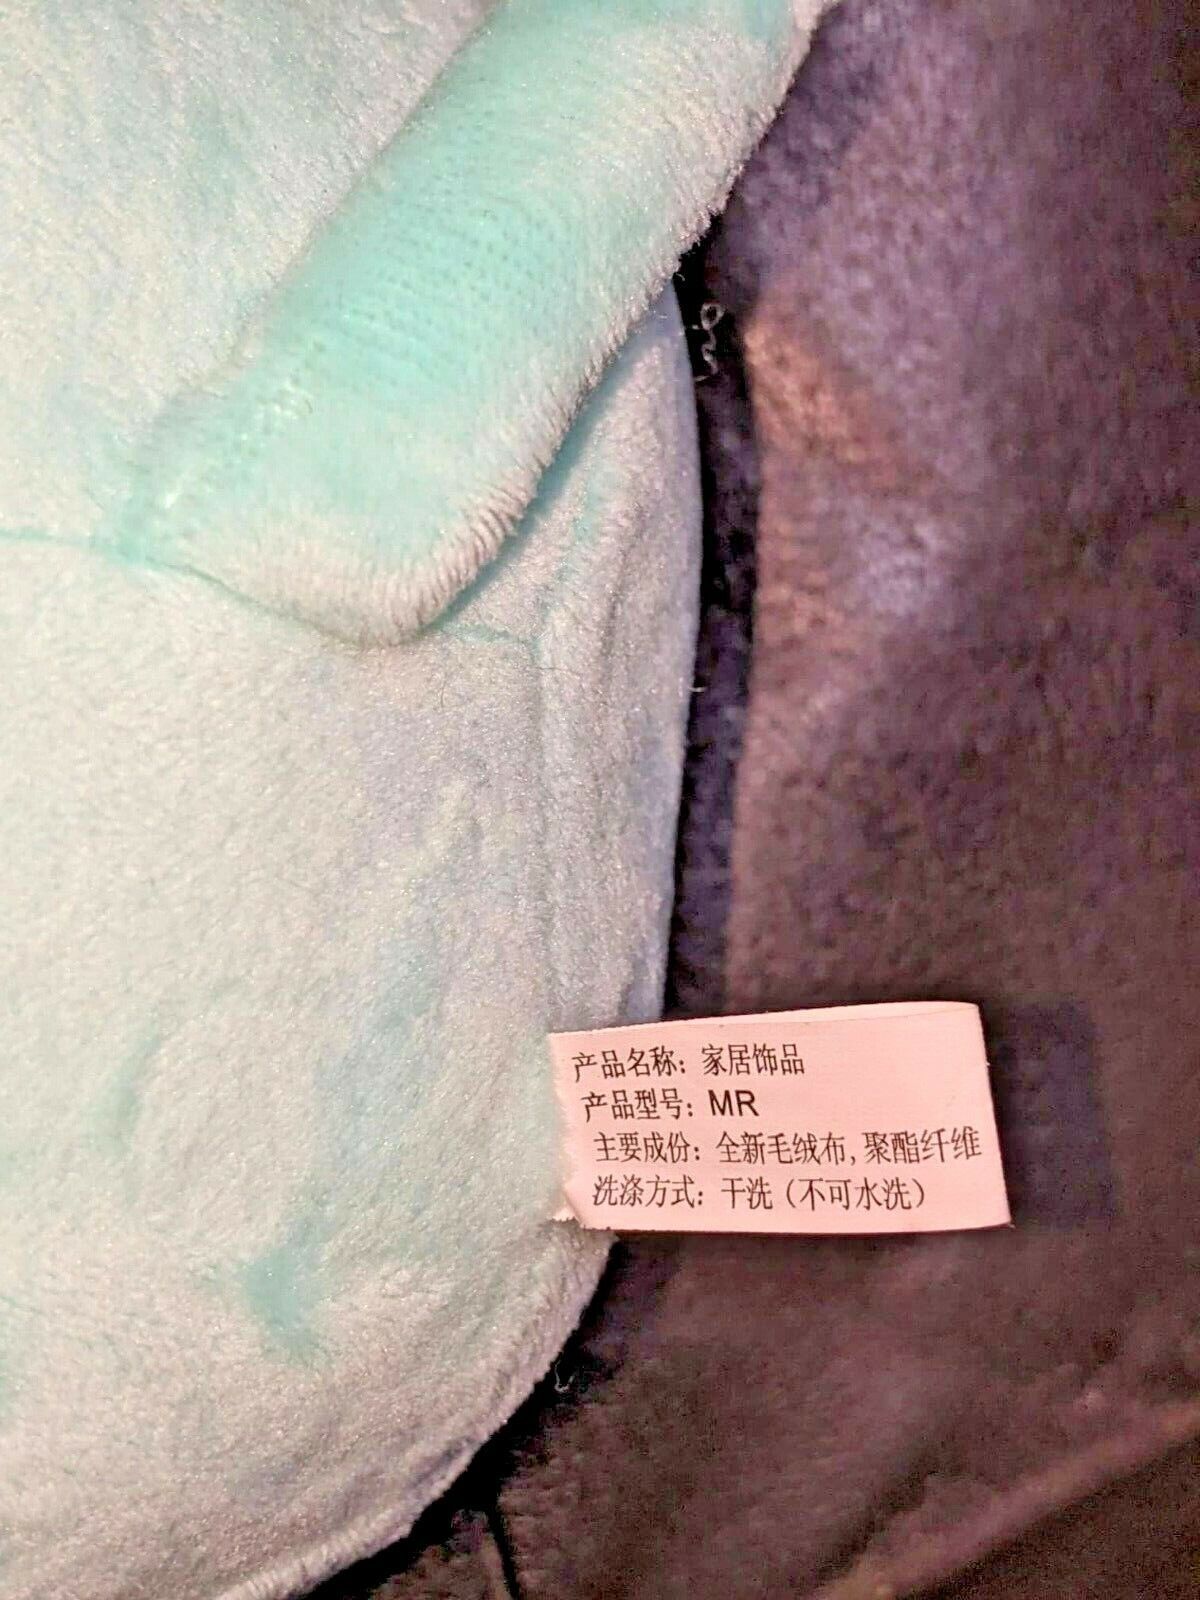 产品名称：家居饰品
产品型号：MR
主要成份：全新毛绒布，聚酯纤维
洗涤方式：干洗（不可水洗）